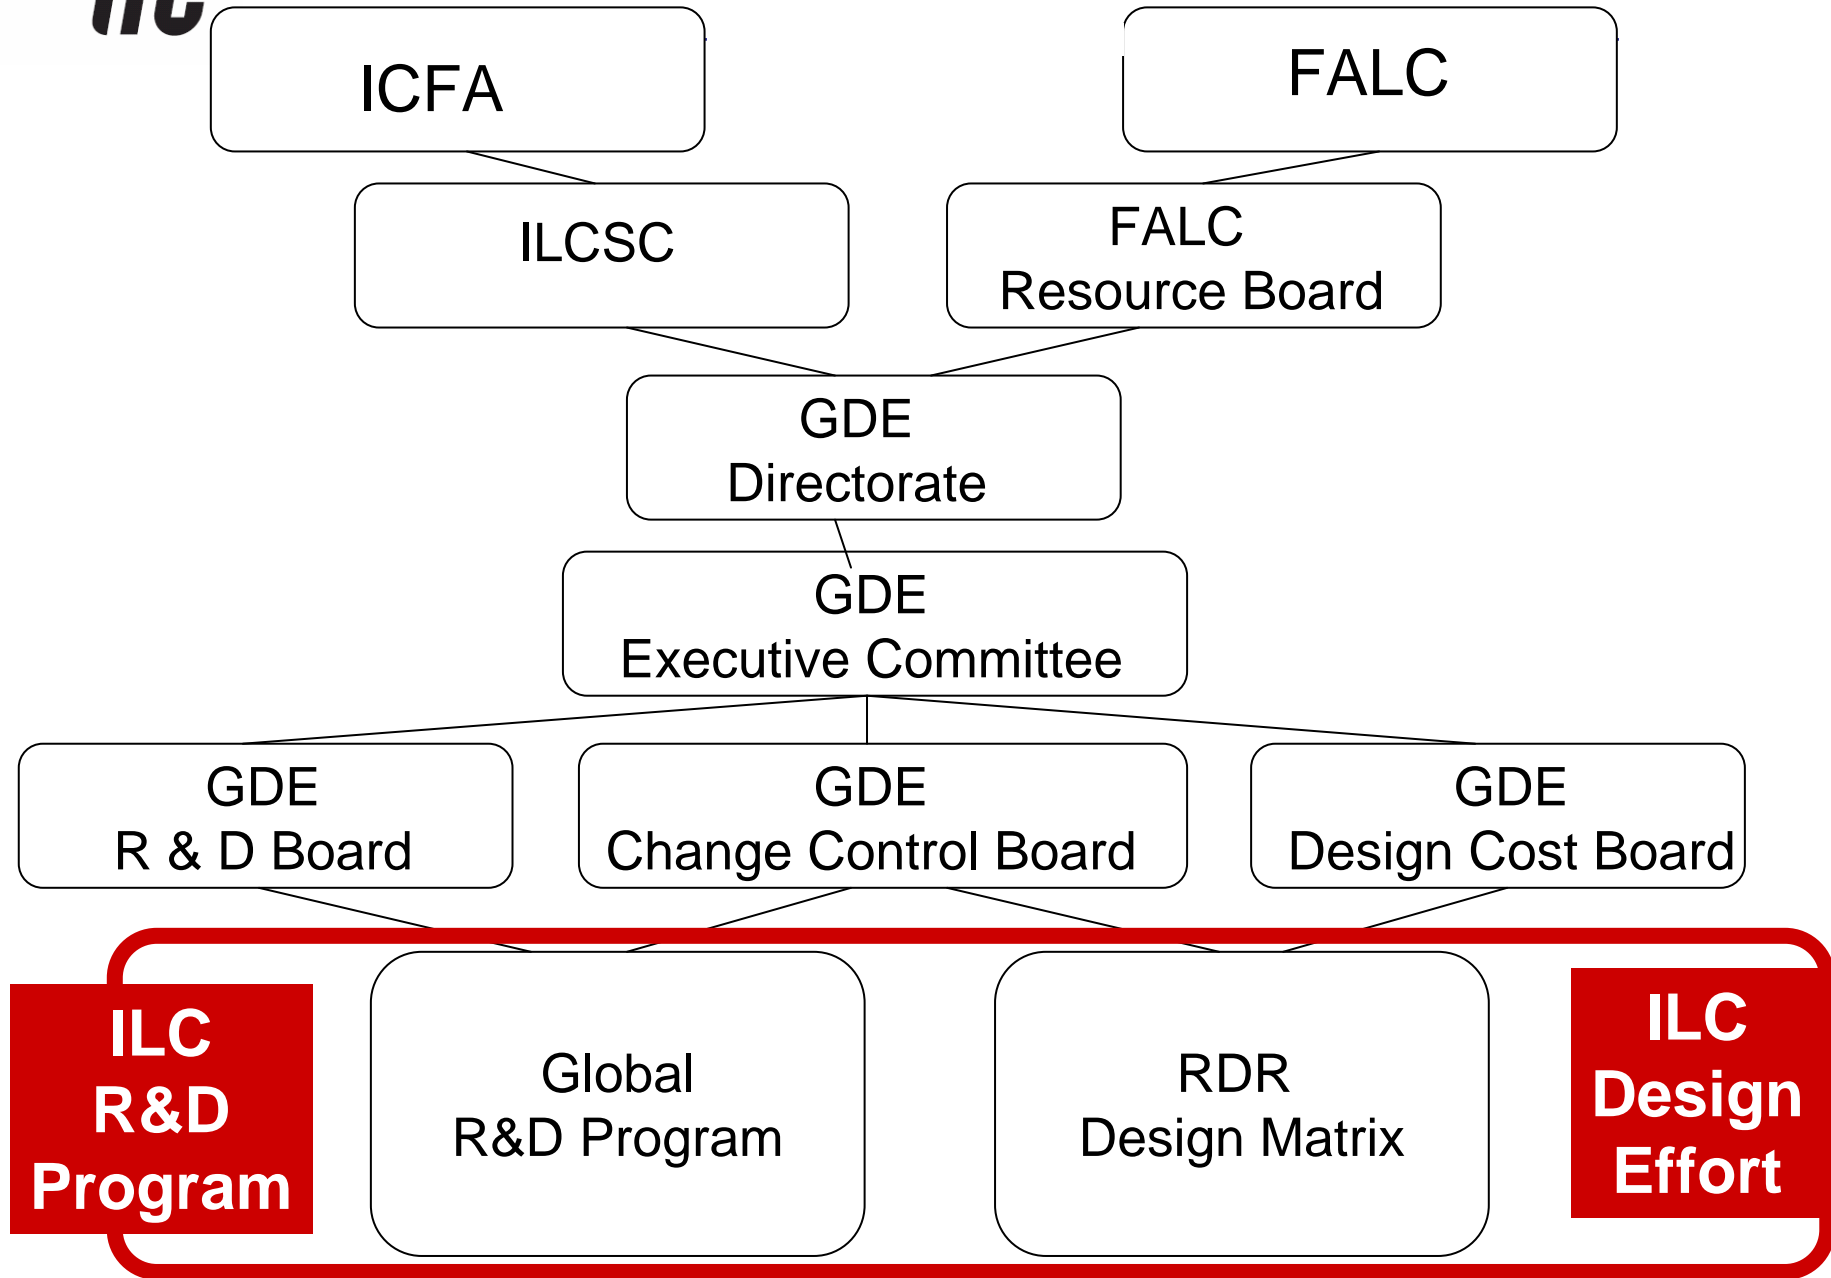 ICFA
FALC
ILCSC
FALC
Resource Board
GDE
Directorate
GDE
Executive Committee
GDE
R & D Board
GDE
Change Control Board
GDE
Design Cost Board
ILC
R&D
Program
Global
R&D Program
RDR
Design Matrix
ILC
Design
Effort